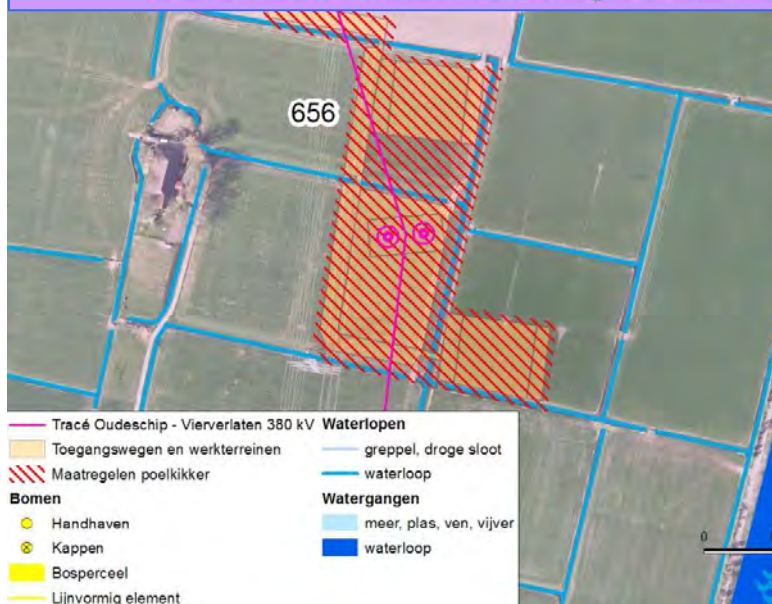 656
Tracé Oudeschip - Vierverlaten 380 kV
Toegangswegen en werkterreinen
Maatregelen poelkikker
Bomen
Handhaven
Kappen
Bosperceel
Lijnvormig element
Waterlopen
greppel, droge sloot
waterloop
Watergangen
meer, plas, ven, vijver
waterloop
0